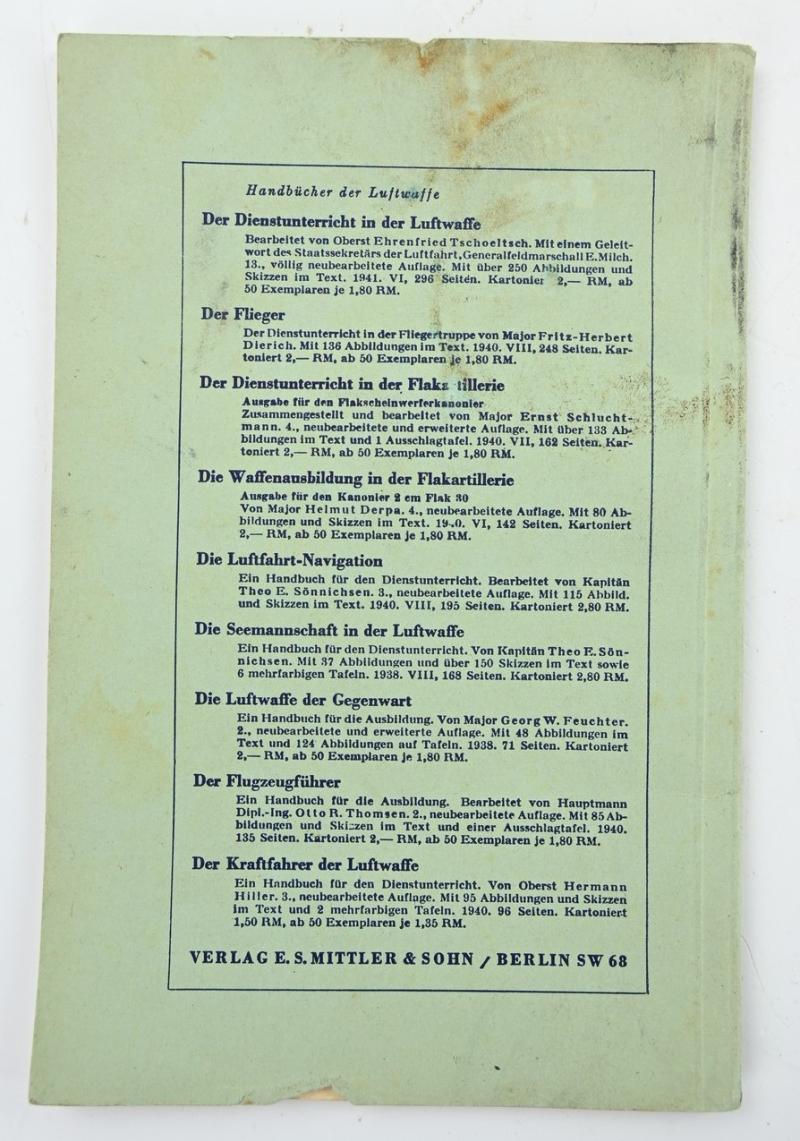 Handbücher der Luftwaffe
Der Dienstunterricht in der Luftwaffe
Bearbeitet von Oberst Ehrenfried Tschoeltsch. Mit einem Geleit-
wort des Staatssekretärs der Luftfahrt, Generalfeldmarschall E. Milch.
13., völlig neubearbeitete Auflage. Mit über 250 Abbildungen und
Skizzen im Text. 1941. VI, 296 Seiten. 2,— RM, ab
50 Exemplaren je 1,80 RM.
Der Flieger
Der Dienstunterricht in der Fliegertruppe von Major Fritz-Herbert
Dierich. Mit 136 Abbildungen im Text. 1940. VIII, 248 Seiten. Kar-
toniert 2,— RM, ab 50 Exemplaren je 1,80 RM.
Der Dienstunterricht in der
Ausgabe für den Flakscheinwerferkanonier
Zusammengestellt und bearbeitet von Major Ernst Schlucht-
mann. 4., neubearbeitete und erweiterte Auflage. Mit über 133 Ab-
bildungen im Text und 1 Ausschlagtafel. 1940. VII, 162 Seiten. Kar-
toniert 2,— RM, ab 50 Exemplaren je 1,80 RM.
Die Waffenausbildung in der Flakartillerie
Ausgabe für den Kanonier 2 cm Flak 30
Von Major Helmut Derpa. 4., neubearbeitete Auflage. Mit 80 Ab-
bildungen und Skizzen im Text. VI, 142 Seiten. Kartoniert
2,— RM, ab 50 Exemplaren je 1,80 RM.
Die Luftfahrt-Navigation
Ein Handbuch für den Dienstunterricht. Bearbeitet von Kapitän
Theo E. Sönnichsen. 3., neubearbeitete Auflage. Mit 115 Abbild.
und Skizzen im Text. 1940. VIII, 195 Seiten. Kartoniert 2,80 RM.
Die Seemannschaft in der Luftwaffe
Ein Handbuch für den Dienstunterricht. Von Kapitän Theo E. Sön-
nichsen. Mit 37 Abbildungen und über 150 Skizzen im Text sowie
6 mehrfarbigen Tafeln. 1938. VIII, 168 Seiten. Kartoniert 2,80 RM.
Die Luftwaffe der Gegenwart
Ein Handbuch für die Ausbildung. Von Major Georg W. Feuchter.
2., neubearbeitete und erweiterte Auflage. Mit 48 Abbildungen im
Text und 124 Abbildungen auf Tafeln. 1938. 71 Seiten. Kartoniert
2,— RM, ab 50 Exemplaren je 1,80 RM.
Der Flugzeugführer
Ein Handbuch für die Ausbildung. Bearbeitet von Hauptmann
Dipl.-Ing. Otto R. Thomsen. 2., neubearbeitete Auflage. Mit 85 Ab-
bildungen und Skizzen im Text und einer Ausschlagtafel. 1940.
135 Seiten. Kartoniert 2,— RM, ab 50 Exemplaren je 1,80 RM.
Der Kraftfahrer der Luftwaffe
Ein Handbuch für den Dienstunterricht. Von Oberst Hermann
Hiller. 3., neubearbeitete Auflage. Mit 95 Abbildungen und Skizzen
im Text und 2 mehrfarbigen Tafeln. 1940. 96 Seiten. Kartoniert
1,50 RM, ab 50 Exemplaren je 1,35 RM.
VERLAG E. S. MITTLER & SOHN / BERLIN SW 68